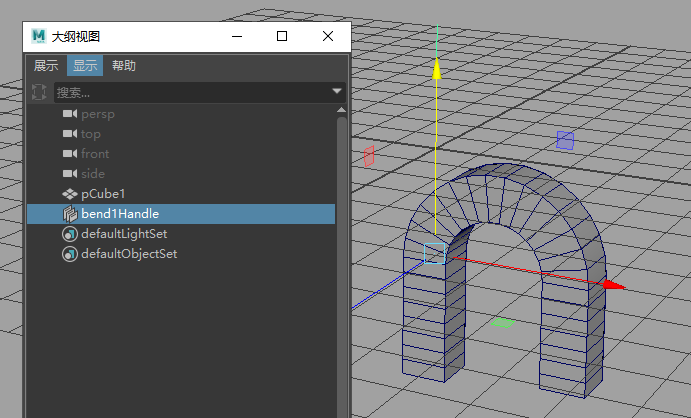 大纲视图
展示 显示 帮助
搜索...
persp
top
front
side
pCube1
bend1Handle
defaultLightSet
defaultObjectSet